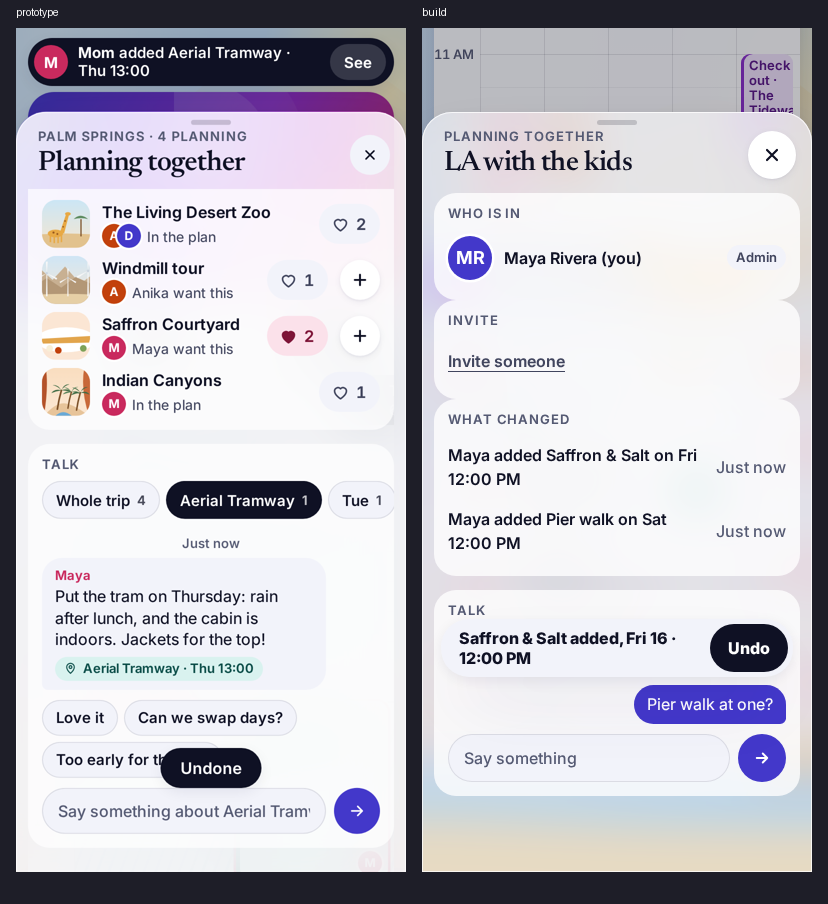 prototype
M
Mom added Aerial Tramway ·
Thu 13:00
See
PALM SPRINGS · 4 PLANNING
Planning together
The Living Desert Zoo
A D In the plan
2
Windmill tour
A Anika want this
1
Saffron Courtyard
M Maya want this
2
Indian Canyons
M In the plan
1
TALK
Whole trip 4
Aerial Tramway 1
Tue 1
Just now
Maya
Put the tram on Thursday: rain
after lunch, and the cabin is
indoors. Jackets for the top!
Aerial Tramway · Thu 13:00
Love it
Can we swap days?
Too early for
Undone
Say something about Aerial Tram
M
build
11 AM
Check
out ·
The
PLANNING TOGETHER
LA with the kids
WHO IS IN
MR
Maya Rivera (you)
Admin
INVITE
Invite someone
WHAT CHANGED
Maya added Saffron & Salt on Fri
12:00 PM
Just now
Maya added Pier walk on Sat
12:00 PM
Just now
TALK
Saffron & Salt added, Fri 16 ·
12:00 PM
Undo
Pier walk at one?
Say something